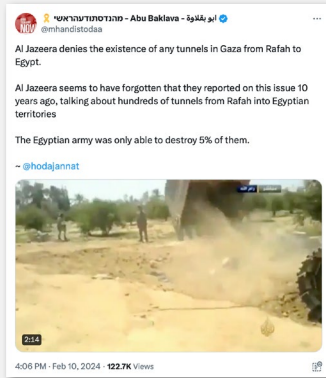 מהנדסתודעהראשי - Abu Baklava - ابو بقلاوة
@mhandistodaa
Al Jazeera denies the existence of any tunnels in Gaza from Rafah to
Egypt.
Al Jazeera seems to have forgotten that they reported on this issue 10
years ago, talking about hundreds of tunnels from Rafah into Egyptian
territories
The Egyptian army was only able to destroy 5% of them.
~ @hodajannat
2:14
4:06 PM · Feb 10, 2024 · 122.7K Views